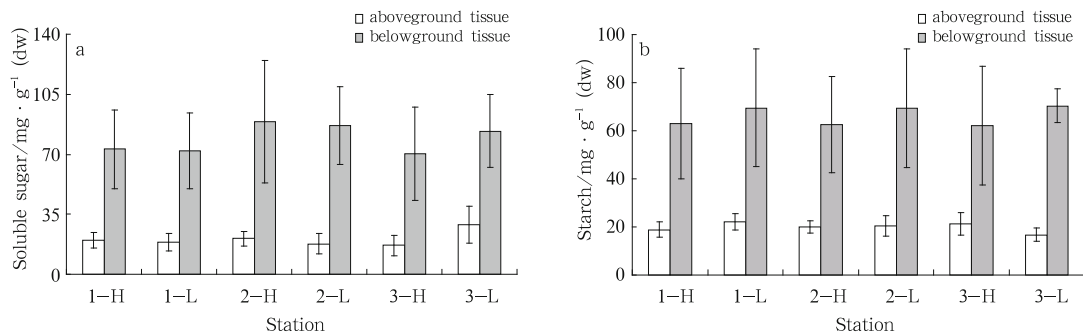 aboveground tissue
belowground tissue
a
Soluble sugar/mg · g⁻¹ (dw)
140
105
70
35
0
1−H 1−L 2−H 2−L 3−H 3−L
Station
aboveground tissue
belowground tissue
b
Starch/mg · g⁻¹ (dw)
100
80
60
40
20
0
1−H 1−L 2−H 2−L 3−H 3−L
Station